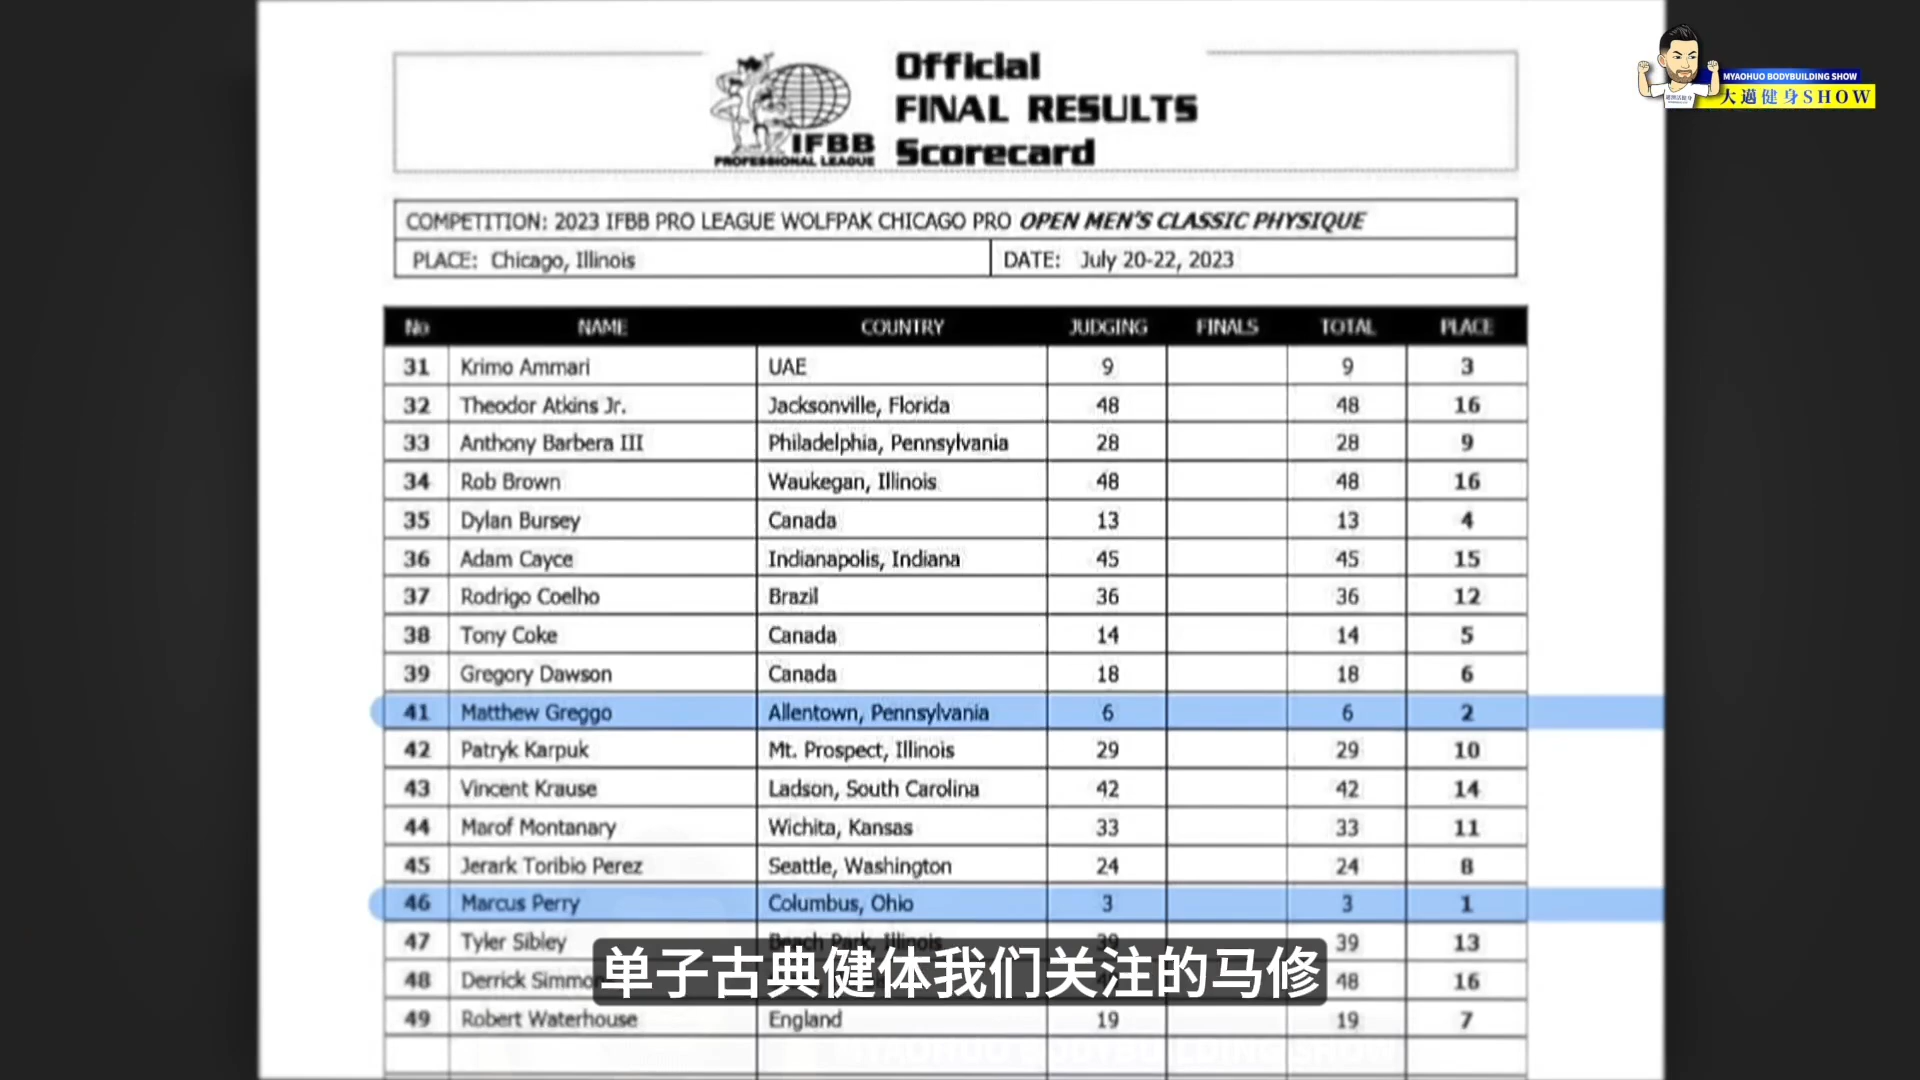 MYAOHUO BODYBUILDING SHOW
大邁健身SHOW
Official
FINAL RESULTS
Scorecard
IFBB
PROFESSIONAL LEAGUE
COMPETITION: 2023 IFBB PRO LEAGUE WOLFPAK CHICAGO PRO OPEN MEN'S CLASSIC PHYSIQUE
PLACE: Chicago, Illinois DATE: July 20-22, 2023
No NAME COUNTRY JUDGING FINALS TOTAL PLACE
31 Krimo Ammari UAE 9 9 3
32 Theodor Atkins Jr. Jacksonville, Florida 48 48 16
33 Anthony Barbera III Philadelphia, Pennsylvania 28 28 9
34 Rob Brown Waukegan, Illinois 48 48 16
35 Dylan Bursey Canada 13 13 4
36 Adam Cayce Indianapolis, Indiana 45 45 15
37 Rodrigo Coelho Brazil 36 36 12
38 Tony Coke Canada 14 14 5
39 Gregory Dawson Canada 18 18 6
41 Matthew Greggo Allentown, Pennsylvania 6 6 2
42 Patryk Karpuk Mt. Prospect, Illinois 29 29 10
43 Vincent Krause Ladson, South Carolina 42 42 14
44 Marof Montanary Wichita, Kansas 33 33 11
45 Jerark Toribio Perez Seattle, Washington 24 24 8
46 Marcus Perry Columbus, Ohio 3 3 1
47 Tyler Sibley Beach Park, Illinois 39 39 13
48 Derrick 48 16
单子古典健体我们关注的马修
49 Robert Waterhouse England 19 19 7